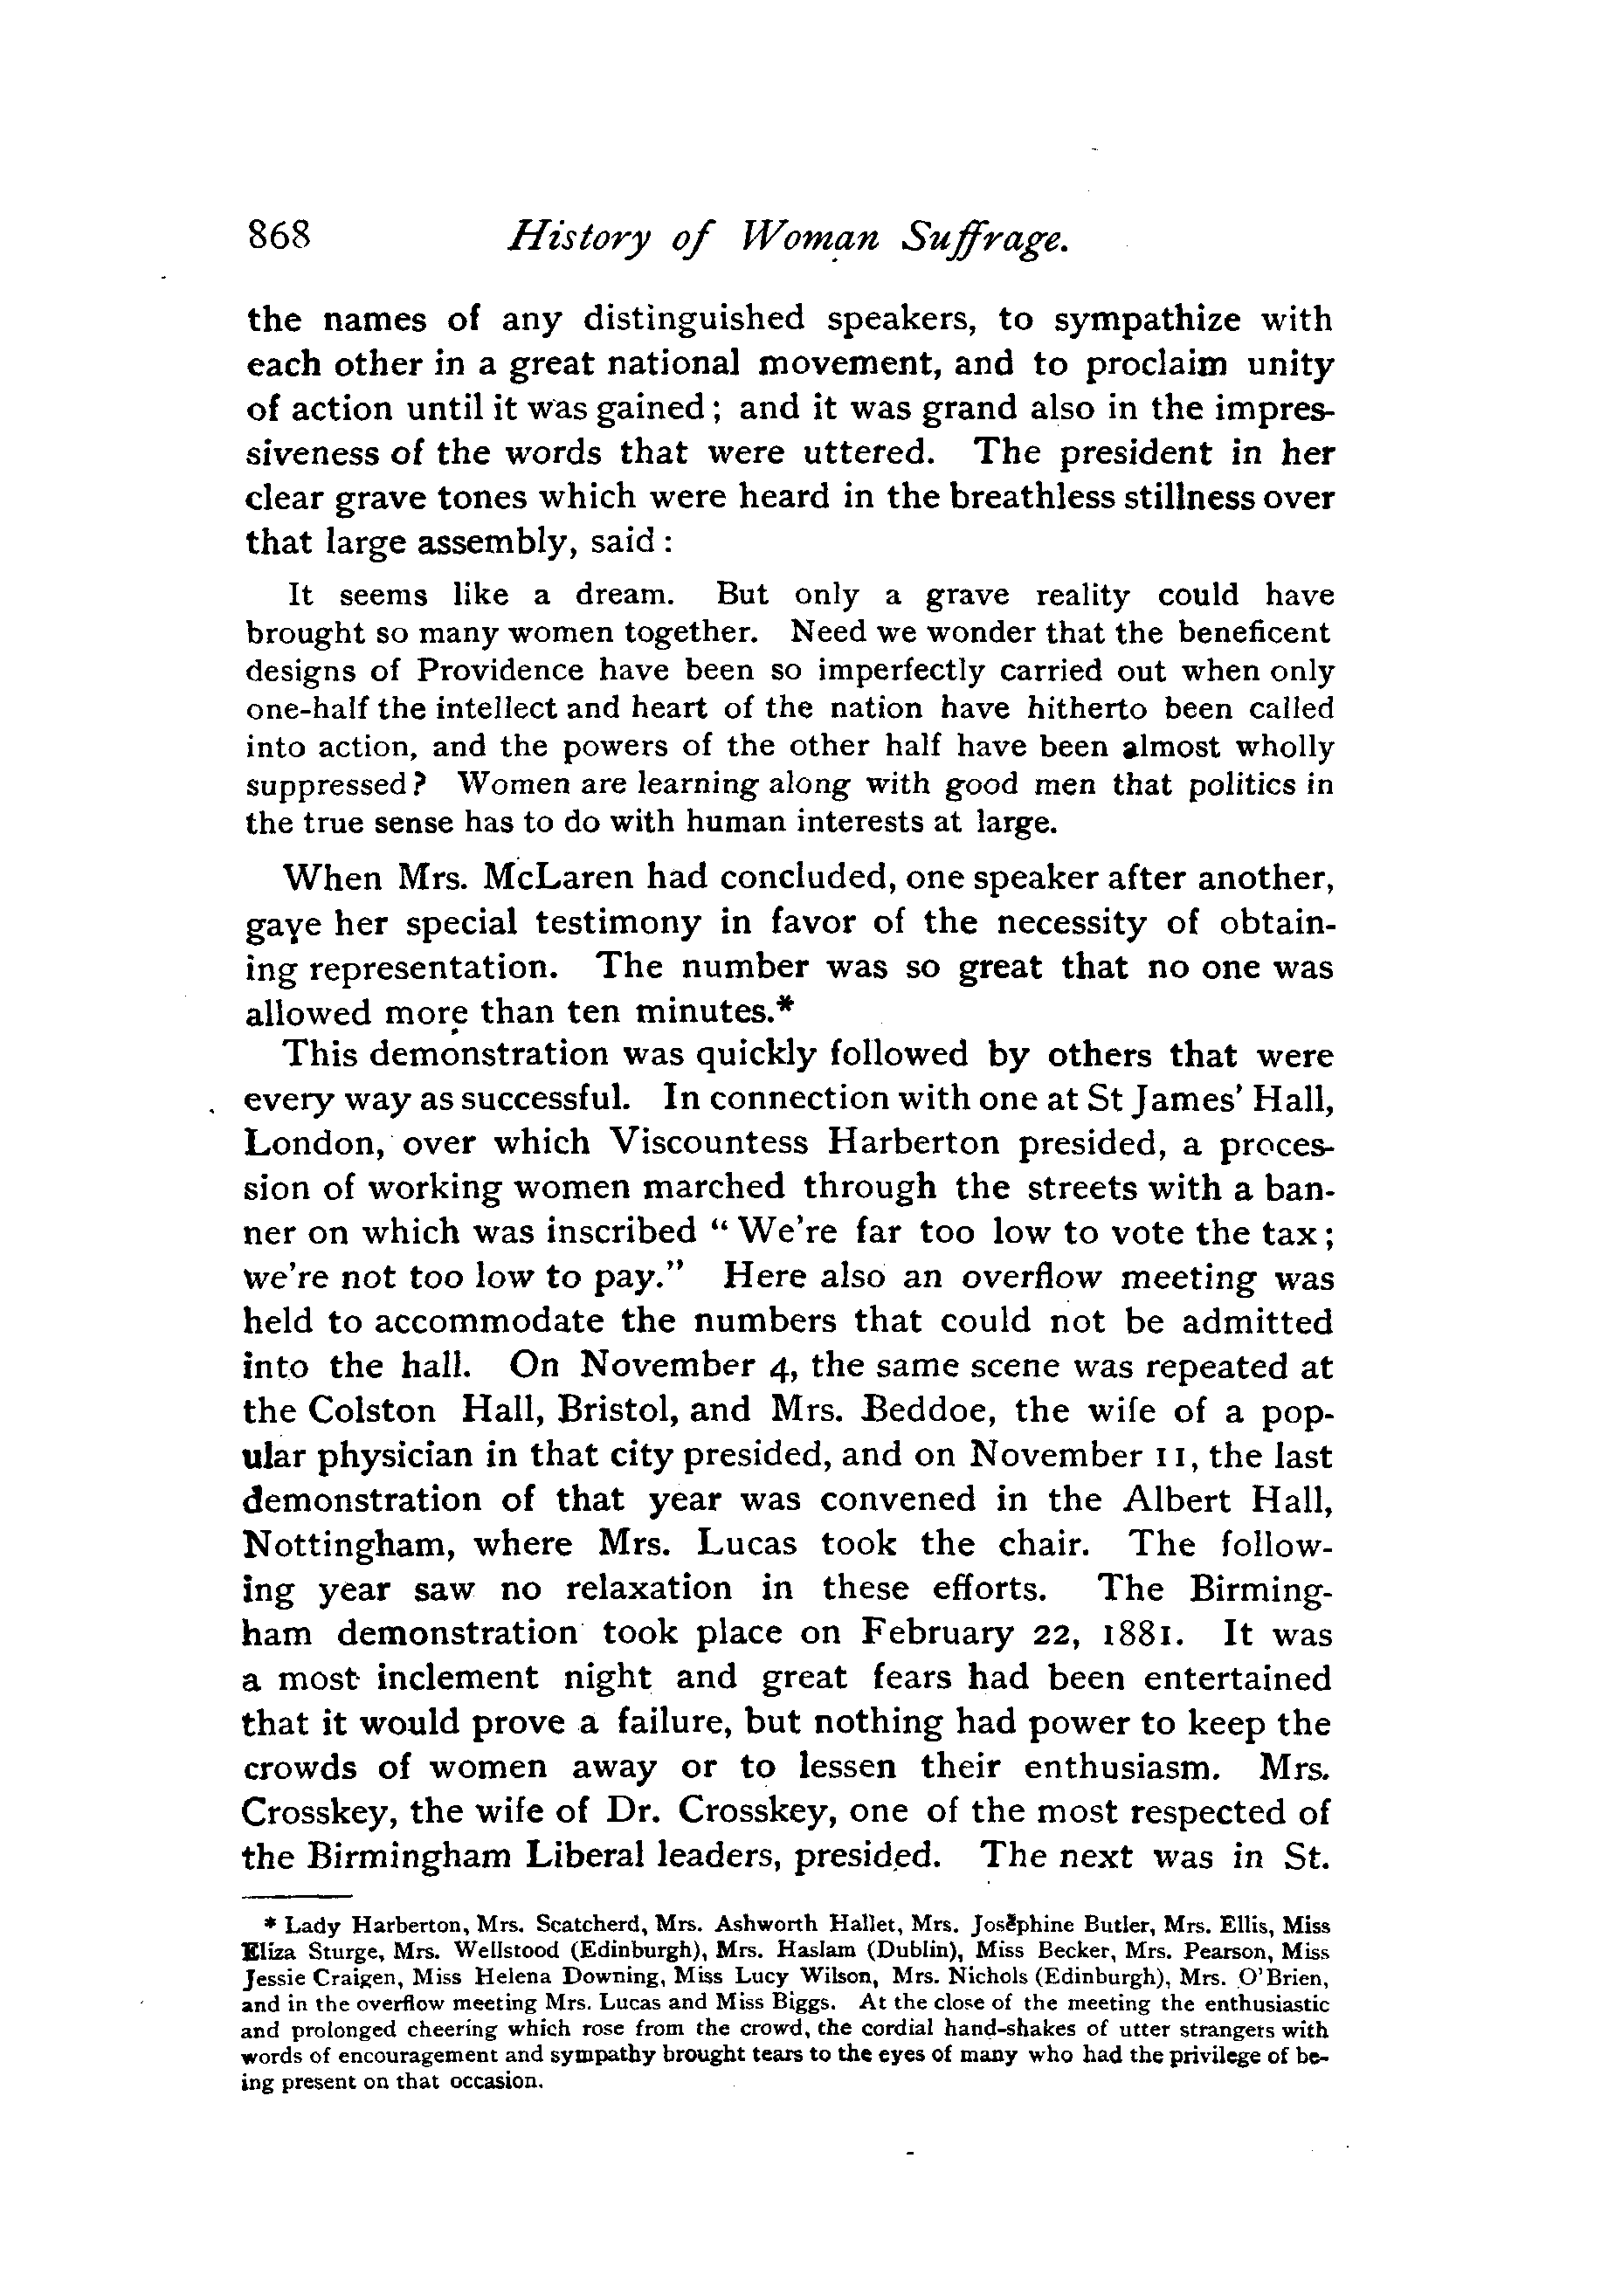 868 History of Woman Suffrage.
the names of any distinguished speakers, to sympathize with
each other in a great national movement, and to proclaim unity
of action until it was gained; and it was grand also in the impres-
siveness of the words that were uttered. The president in her
clear grave tones which were heard in the breathless stillness over
that large assembly, said:
It seems like a dream. But only a grave reality could have
brought so many women together. Need we wonder that the beneficent
designs of Providence have been so imperfectly carried out when only
one-half the intellect and heart of the nation have hitherto been called
into action, and the powers of the other half have been almost wholly
suppressed? Women are learning along with good men that politics in
the true sense has to do with human interests at large.
When Mrs. McLaren had concluded, one speaker after another,
gave her special testimony in favor of the necessity of obtain-
ing representation. The number was so great that no one was
allowed more than ten minutes.*
This demonstration was quickly followed by others that were
every way as successful. In connection with one at St James' Hall,
London, over which Viscountess Harberton presided, a proces-
sion of working women marched through the streets with a ban-
ner on which was inscribed "We're far too low to vote the tax;
we're not too low to pay." Here also an overflow meeting was
held to accommodate the numbers that could not be admitted
into the hall. On November 4, the same scene was repeated at
the Colston Hall, Bristol, and Mrs. Beddoe, the wife of a pop-
ular physician in that city presided, and on November 11, the last
demonstration of that year was convened in the Albert Hall,
Nottingham, where Mrs. Lucas took the chair. The follow-
ing year saw no relaxation in these efforts. The Birming-
ham demonstration took place on February 22, 1881. It was
a most inclement night and great fears had been entertained
that it would prove a failure, but nothing had power to keep the
crowds of women away or to lessen their enthusiasm. Mrs.
Crosskey, the wife of Dr. Crosskey, one of the most respected of
the Birmingham Liberal leaders, presided. The next was in St.
* Lady Harberton, Mrs. Scatcherd, Mrs. Ashworth Hallet, Mrs. Josephine Butler, Mrs. Ellis, Miss
Eliza Sturge, Mrs. Wellstood (Edinburgh), Mrs. Haslam (Dublin), Miss Becker, Mrs. Pearson, Miss
Jessie Craigen, Miss Helena Downing, Miss Lucy Wilson, Mrs. Nichols (Edinburgh), Mrs. O'Brien,
and in the overflow meeting Mrs. Lucas and Miss Biggs. At the close of the meeting the enthusiastic
and prolonged cheering which rose from the crowd, the cordial hand-shakes of utter strangers with
words of encouragement and sympathy brought tears to the eyes of many who had the privilege of be-
ing present on that occasion.